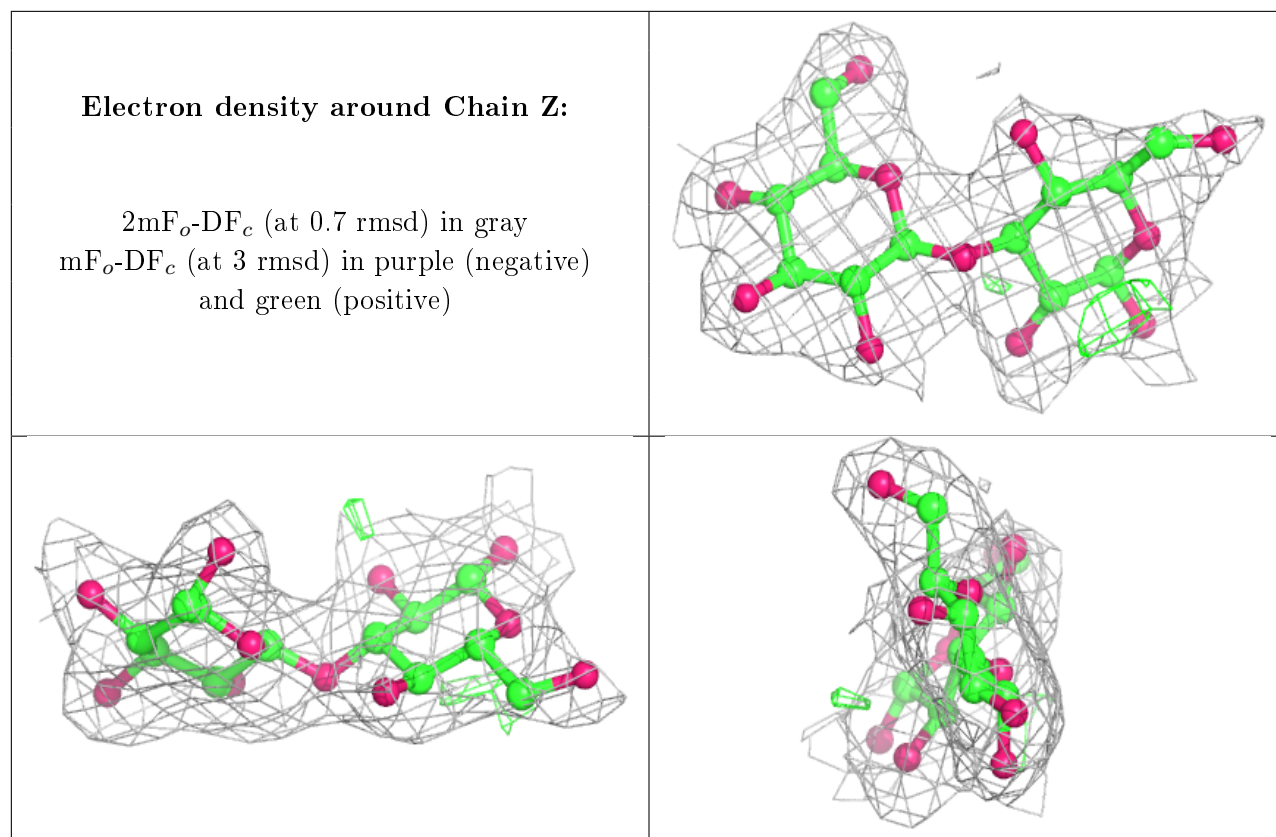 Electron density around Chain Z:
2mFₒ-DF𝒸 (at 0.7 rmsd) in gray
mFₒ-DF𝒸 (at 3 rmsd) in purple (negative)
and green (positive)